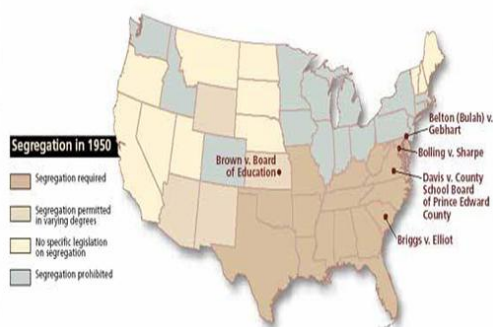 Segregation in 1950
Segregation required
Segregation permitted
in varying degrees
No specific legislation
on segregation
Segregation prohibited
Brown v. Board
of Education
Belton (Bulah) v.
Gebhart
Bolling v. Sharpe
Davis v. County
School Board
of Prince Edward
County
Briggs v. Elliot